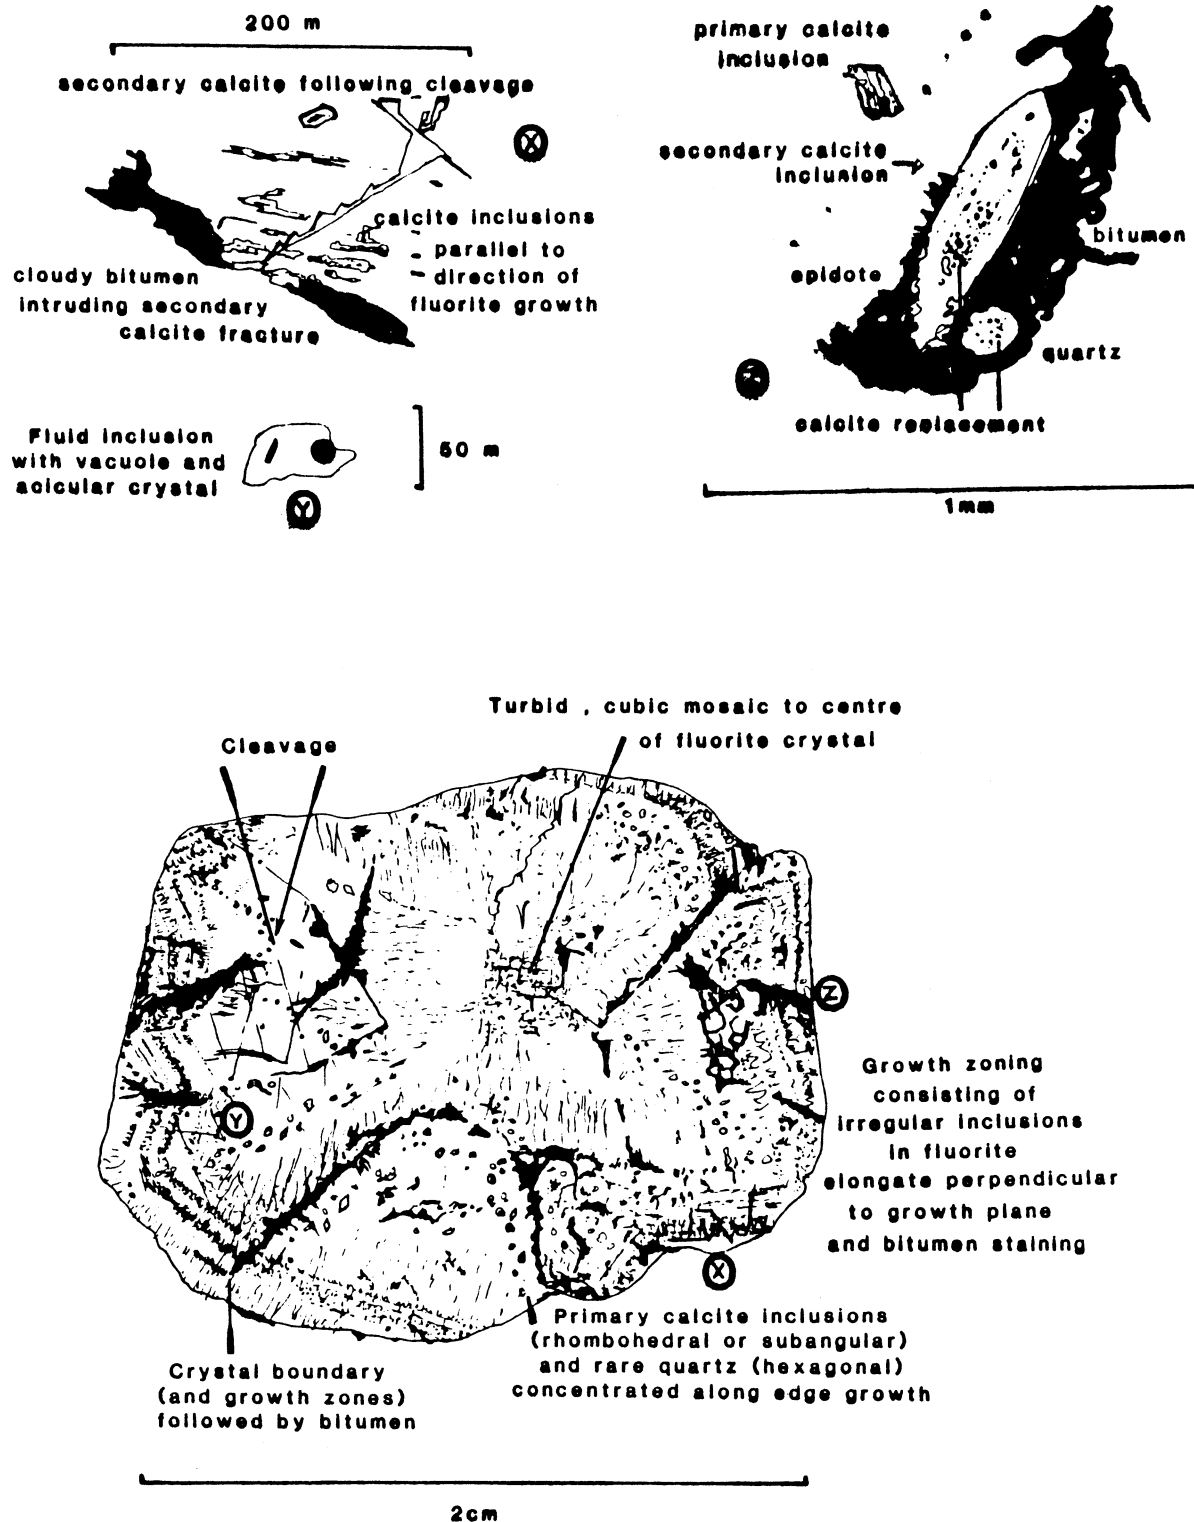 200 m
secondary calcite following cleavage
X
calcite inclusions
parallel to
direction of
fluorite growth
cloudy bitumen
intruding secondary
calcite fracture
Fluid inclusion
with vacuole and
acicular crystal
50 m
Y
primary calcite
inclusion
secondary calcite
inclusion
bitumen
epidote
quartz
Z
calcite replacement
1mm
Turbid , cubic mosaic to centre
of fluorite crystal
Cleavage
Z
Growth zoning
consisting of
irregular inclusions
in fluorite
elongate perpendicular
to growth plane
and bitumen staining
Y
X
Primary calcite inclusions
(rhombohedral or subangular)
and rare quartz (hexagonal)
concentrated along edge growth
Crystal boundary
(and growth zones)
followed by bitumen
2cm